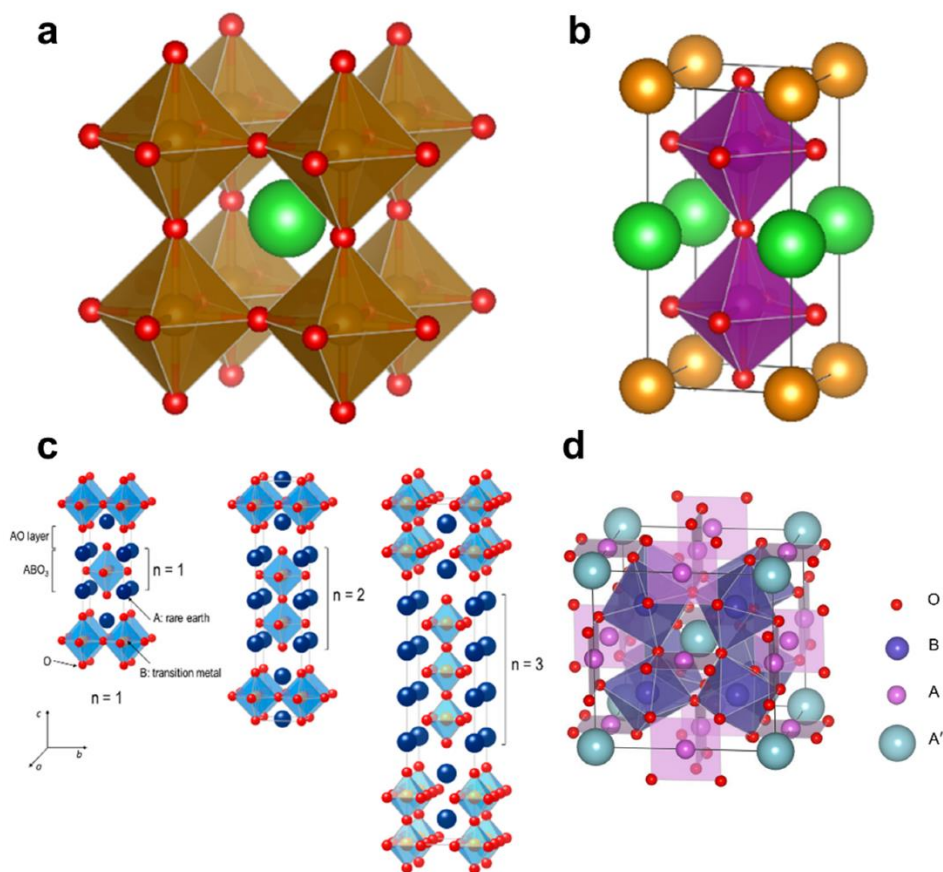 a
b
c
AO layer
ABO₃
n = 1
A: rare earth
O
B: transition metal
n = 1
c
b
a
n = 2
n = 3
d
O
B
A
A′